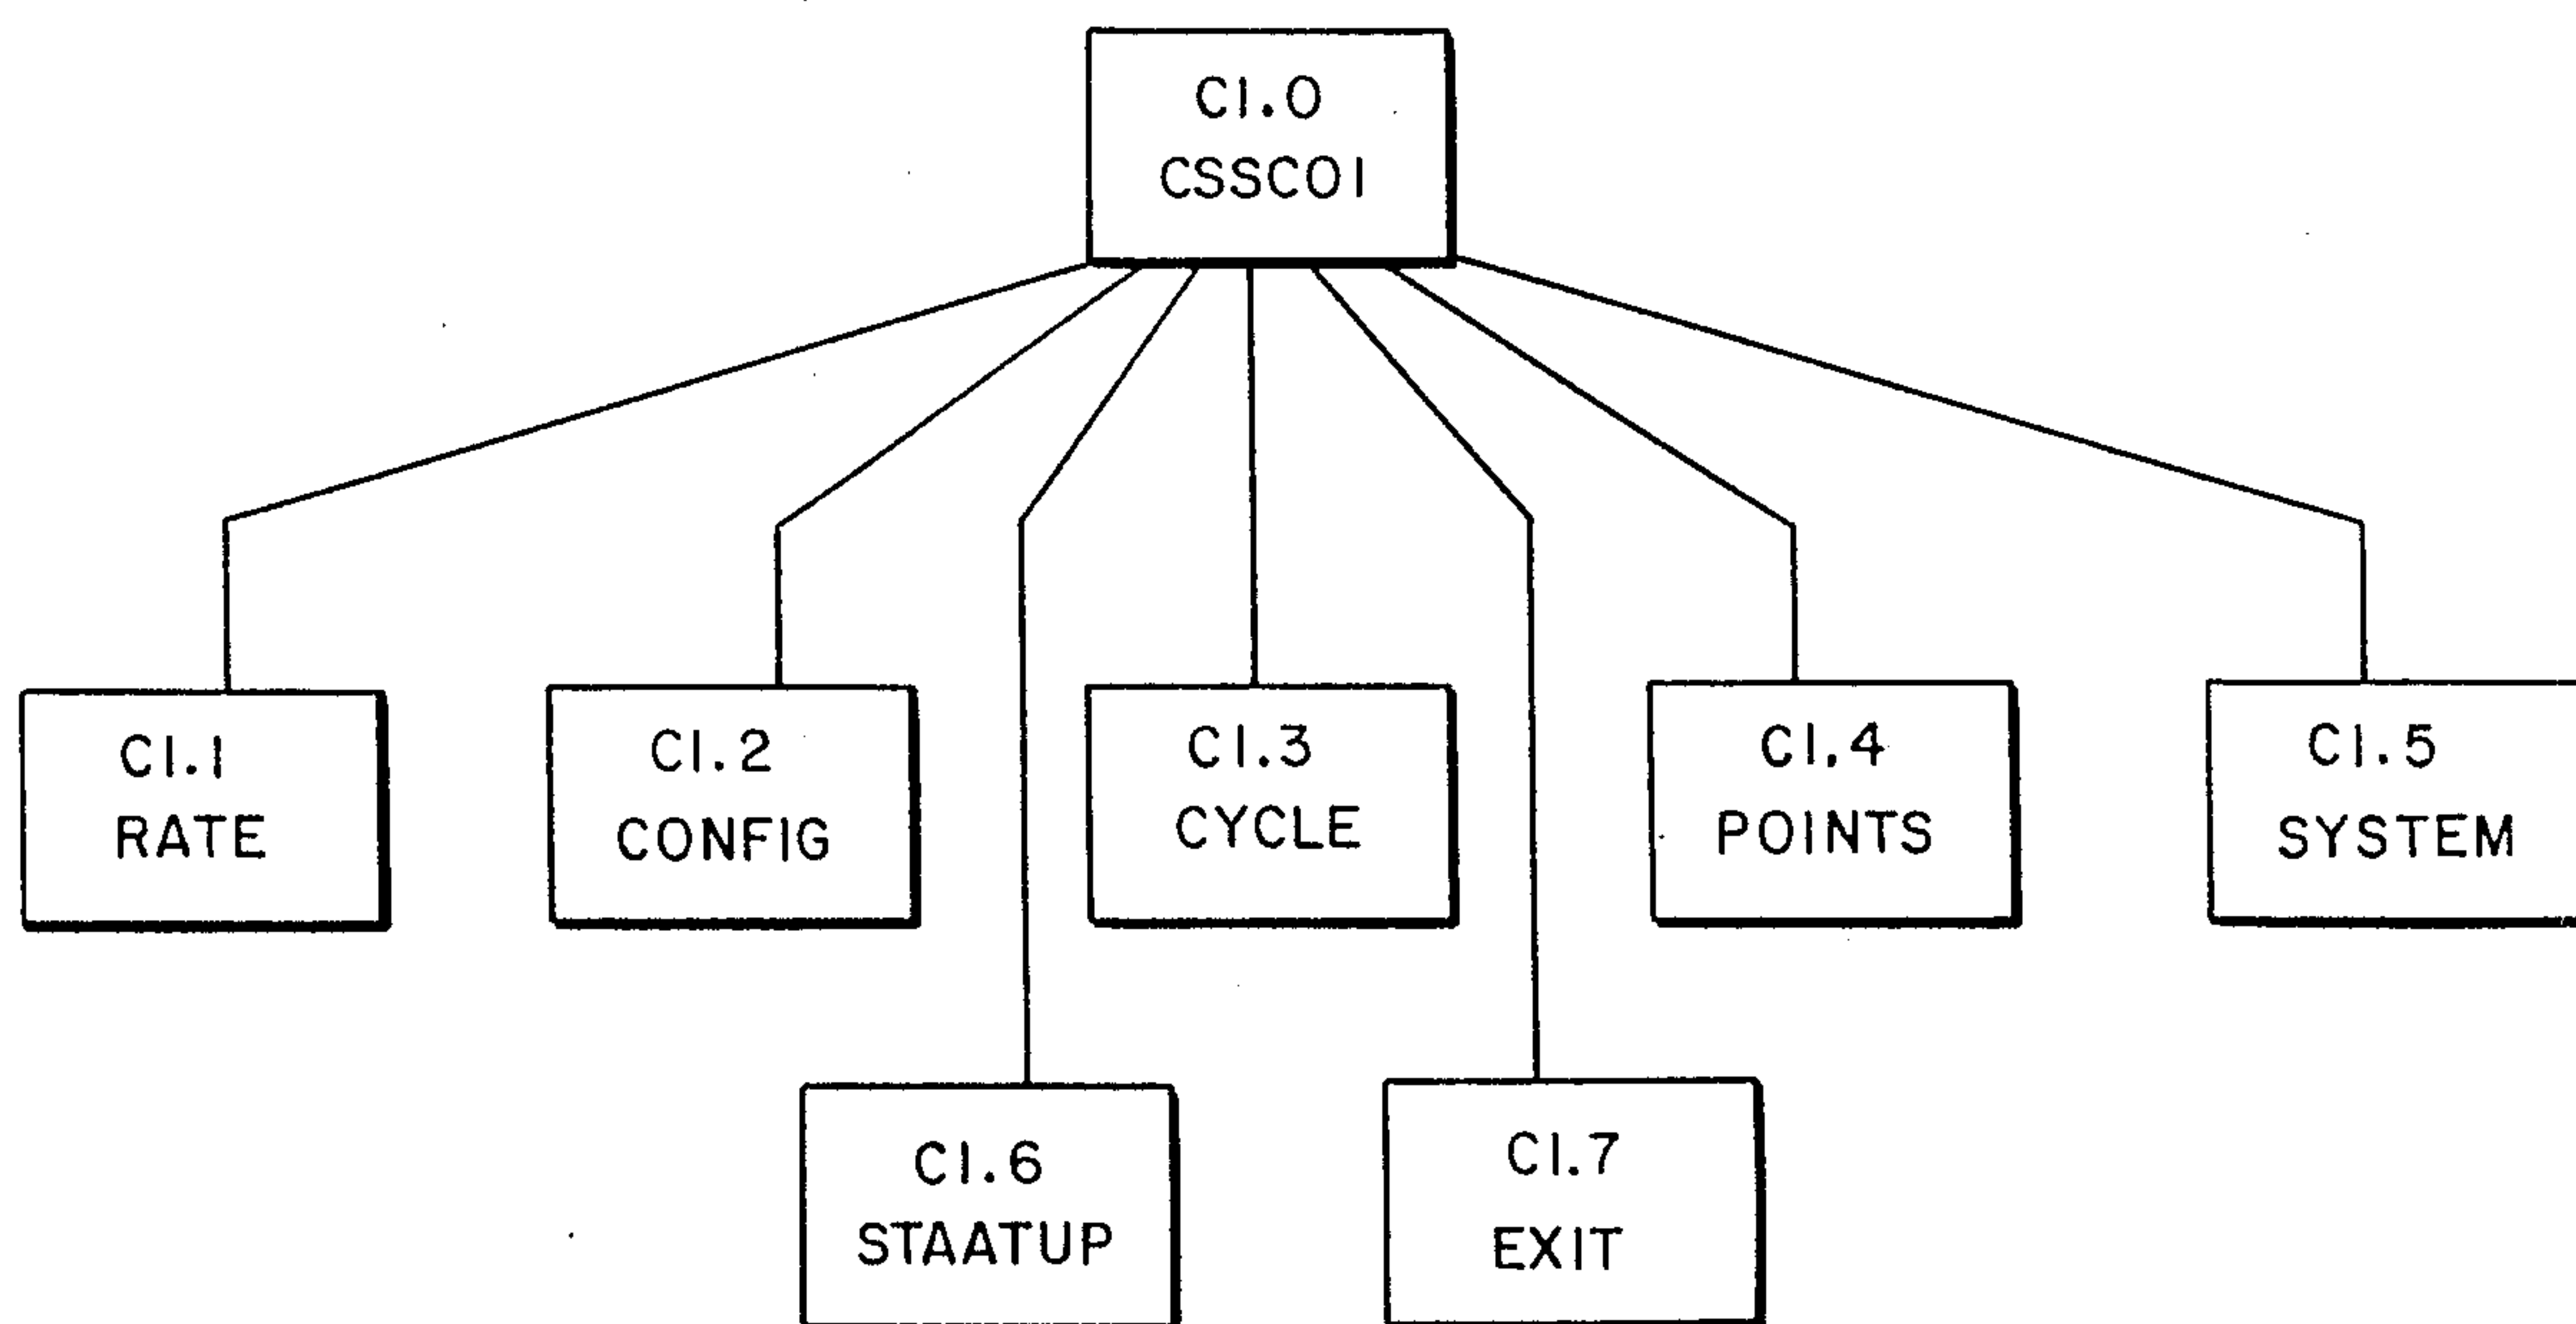 C1.0
CSSC01
C1.1
RATE
C1.2
CONFIG
C1.3
CYCLE
C1.4
POINTS
C1.5
SYSTEM
C1.6
STAATUP
C1.7
EXIT